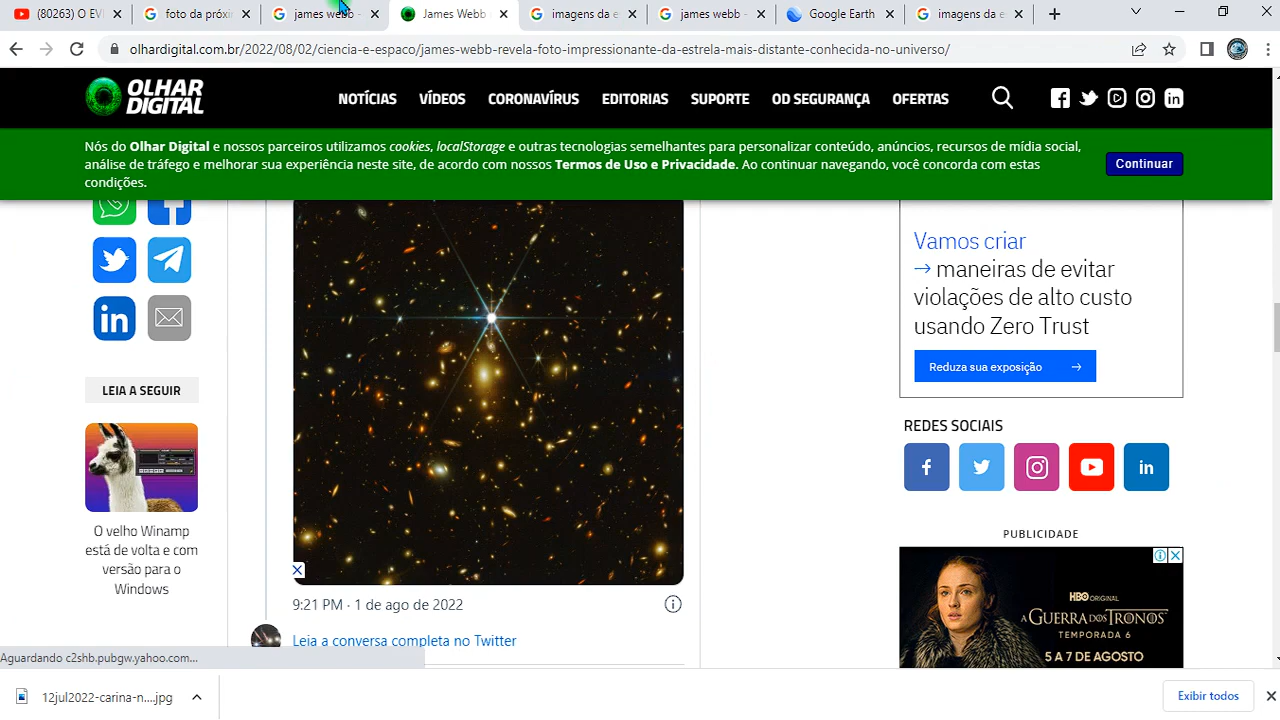 (80263) O EV
foto da próxi
james webb -
James Webb
imagens da e
james webb -
Google Earth
imagens da e
olhardigital.com.br/2022/08/02/ciencia-e-espaco/james-webb-revela-foto-impressionante-da-estrela-mais-distante-conhecida-no-universo/
OLHAR DIGITAL
NOTÍCIAS
VÍDEOS
CORONAVÍRUS
EDITORIAS
SUPORTE
OD SEGURANÇA
OFERTAS
Nós do Olhar Digital e nossos parceiros utilizamos cookies, localStorage e outras tecnologias semelhantes para personalizar conteúdo, anúncios, recursos de mídia social,
análise de tráfego e melhorar sua experiência neste site, de acordo com nossos Termos de Uso e Privacidade. Ao continuar navegando, você concorda com estas
condições.
Continuar
LEIA A SEGUIR
O velho Winamp
está de volta e com
versão para o
Windows
9:21 PM · 1 de ago de 2022
Leia a conversa completa no Twitter
Vamos criar
→ maneiras de evitar
violações de alto custo
usando Zero Trust
Reduza sua exposição →
REDES SOCIAIS
PUBLICIDADE
HBO ORIGINAL
A GUERRA DOS TRONOS
TEMPORADA 6
5 A 7 DE AGOSTO
Aguardando c2shb.pubgw.yahoo.com...
12jul2022-carina-n....jpg
Exibir todos